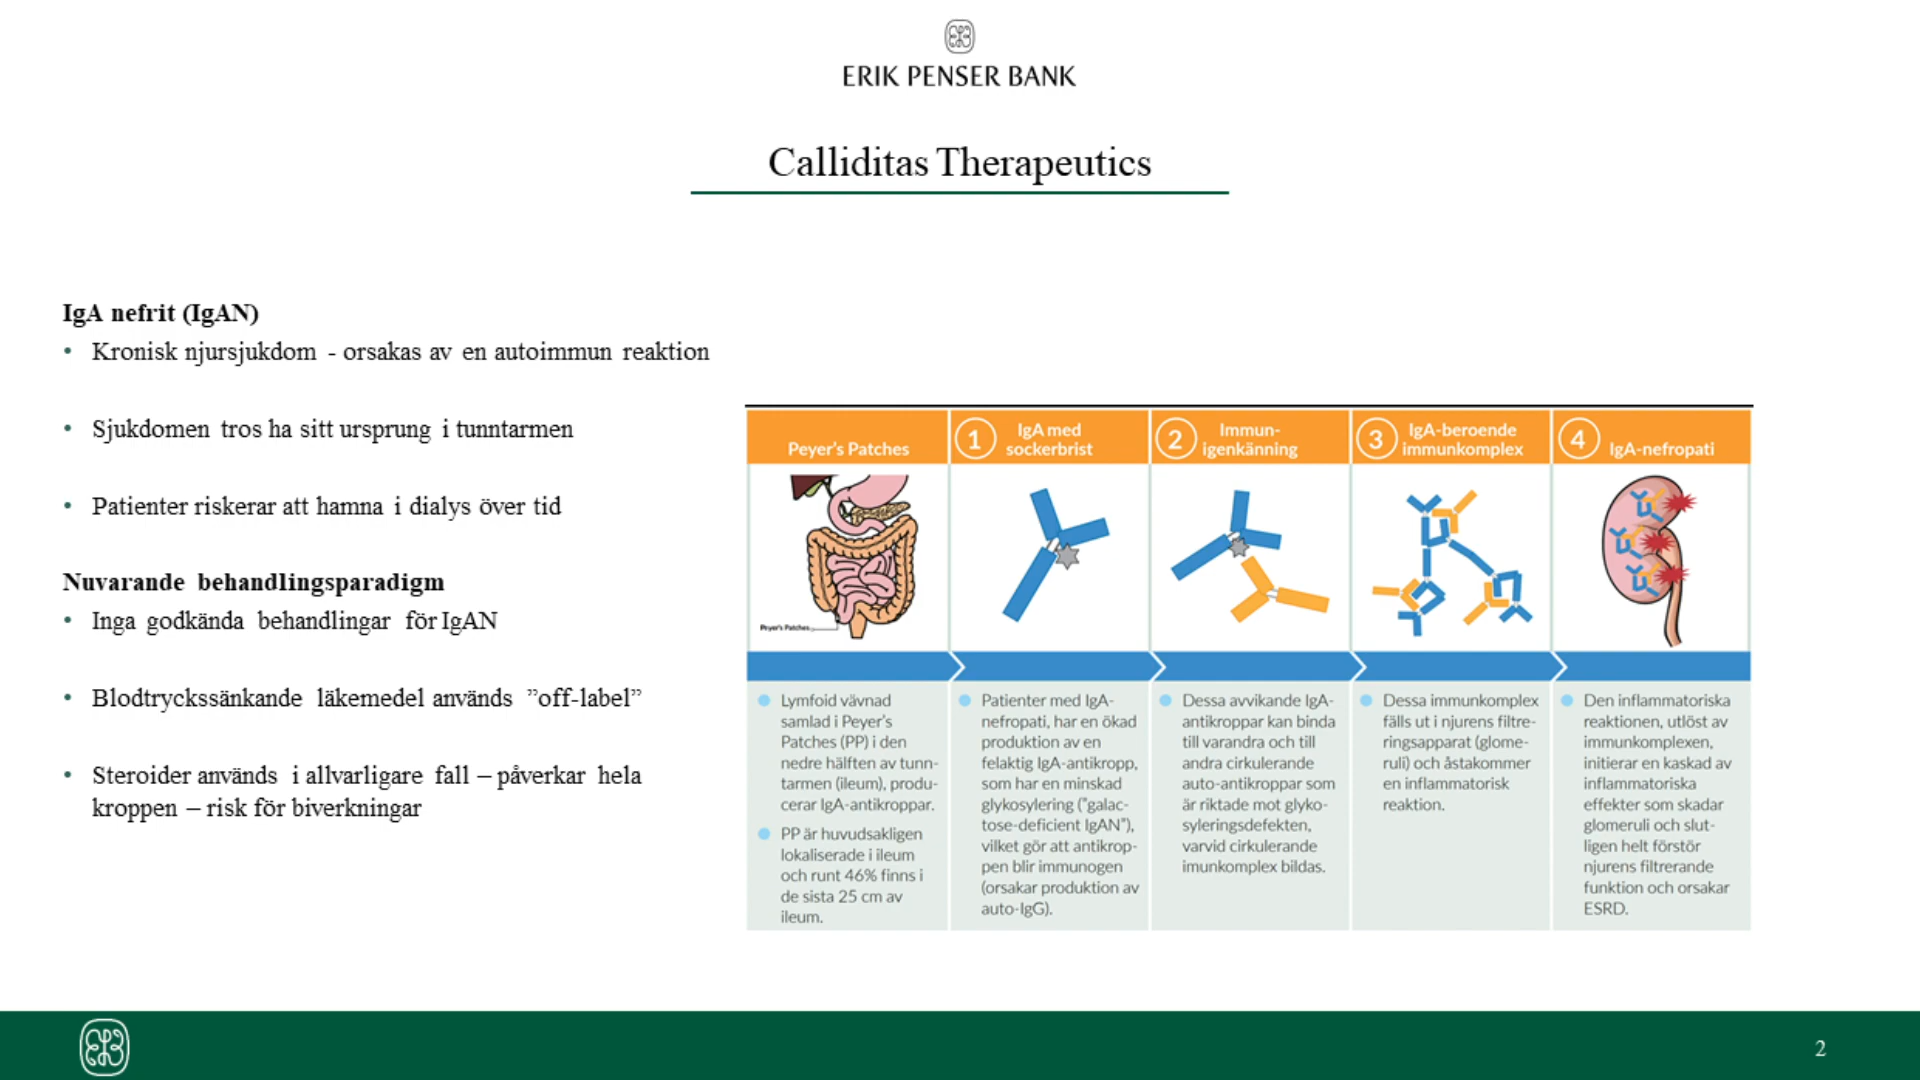 ERIK PENSER BANK
Calliditas Therapeutics
IgA nefrit (IgAN)
• Kronisk njursjukdom - orsakas av en autoimmun reaktion
• Sjukdomen tros ha sitt ursprung i tunntarmen
• Patienter riskerar att hamna i dialys över tid
Nuvarande behandlingsparadigm
• Inga godkända behandlingar för IgAN
• Blodtryckssänkande läkemedel används ”off-label”
• Steroider används i allvarligare fall – påverkar hela
kroppen – risk för biverkningar
Peyer’s Patches
Peyer’s Patches
Lymfoid vävnad
samlad i Peyer’s
Patches (PP) i den
nedre hälften av tunn-
tarmen (ileum), produ-
cerar IgA-antikroppar.
PP är huvudsakligen
lokaliserade i ileum
och runt 46% finns i
de sista 25 cm av
ileum.
1 IgA med
sockerbrist
Patienter med IgA-
nefropati, har en ökad
produktion av en
felaktig IgA-antikropp,
som har en minskad
glykosylering (”galac-
tose-deficient IgAN”),
vilket gör att antikrop-
pen blir immunogen
(orsakar produktion av
auto-IgG).
2 Immun-
igenkänning
Dessa avvikande IgA-
antikroppar kan binda
till varandra och till
andra cirkulerande
auto-antikroppar som
är riktade mot glyko-
syleringsdefekten,
varvid cirkulerande
imunkomplex bildas.
3 IgA-beroende
immunkomplex
Dessa immunkomplex
fälls ut i njurens filtre-
ringsapparat (glome-
ruli) och åstakommer
en inflammatorisk
reaktion.
4 IgA-nefropati
Den inflammatoriska
reaktionen, utlöst av
immunkomplexen,
initierar en kaskad av
inflammatoriska
effekter som skadar
glomeruli och slut-
ligen helt förstör
njurens filtrerande
funktion och orsakar
ESRD.
2